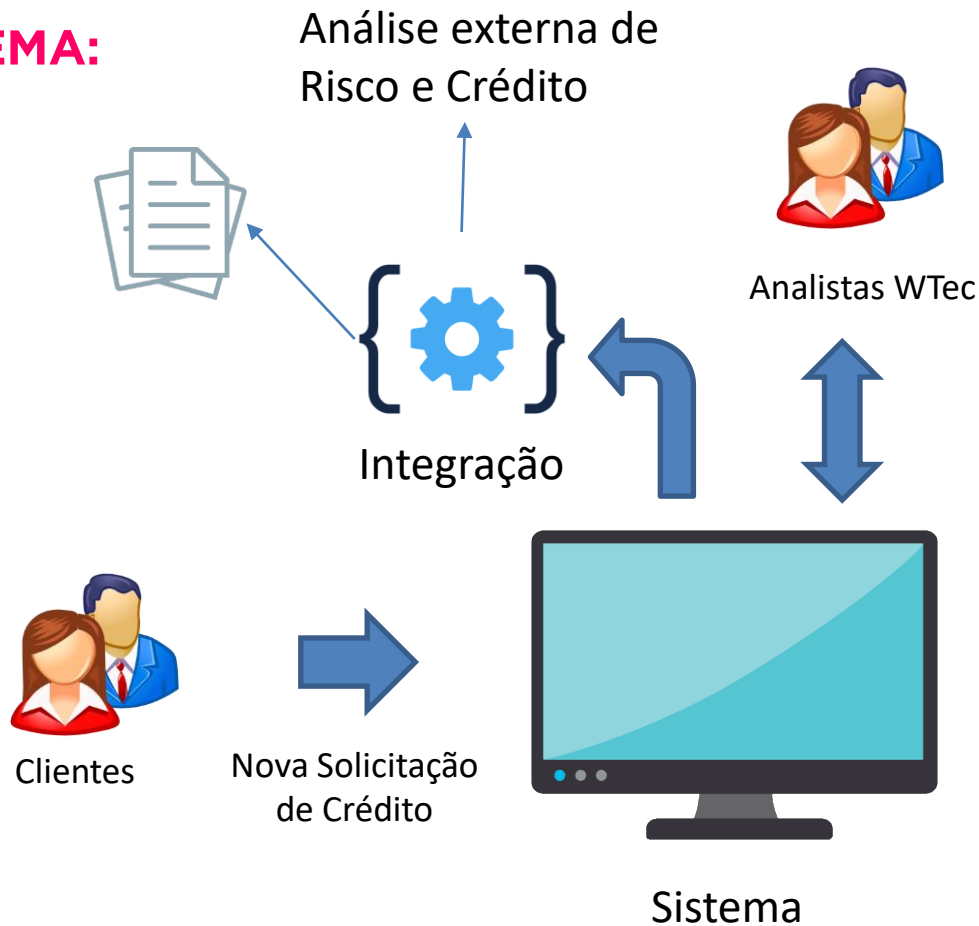 EMA:
Análise externa de
Risco e Crédito
Analistas WTec
Integração
Clientes
Nova Solicitação
de Crédito
Sistema